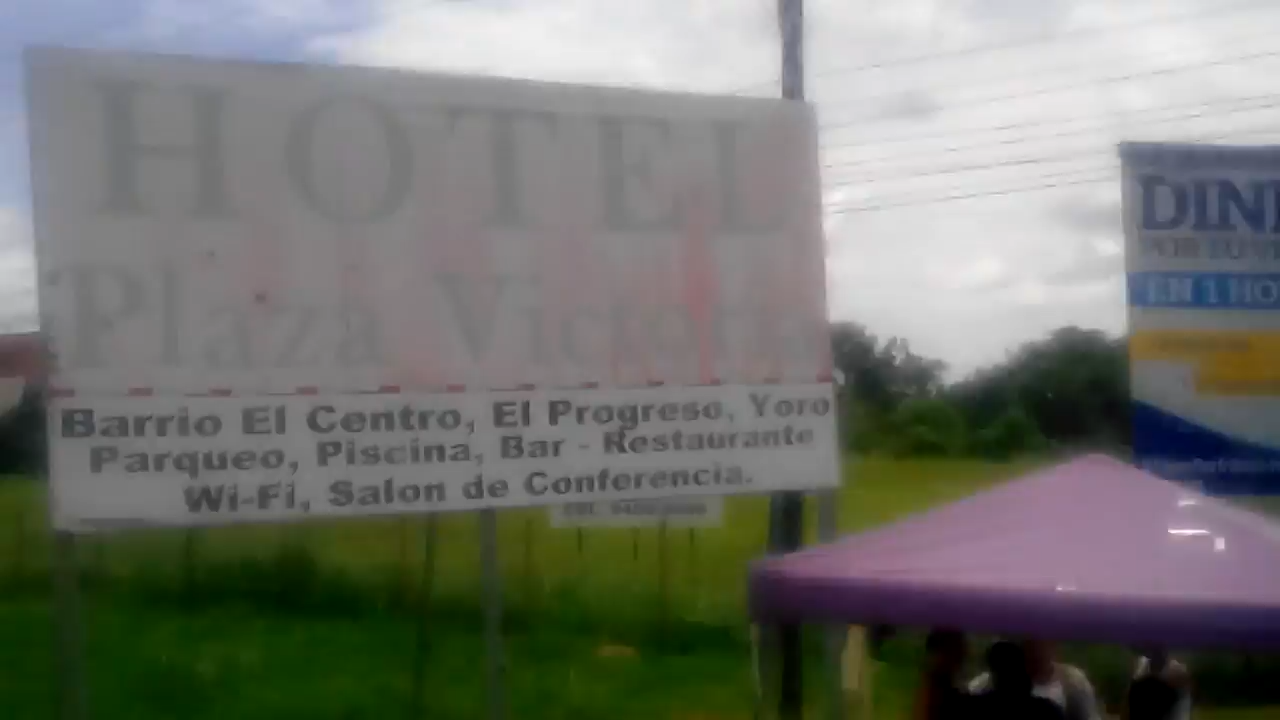 HOTEL
Plaza Victoria
Barrio El Centro, El Progreso, Yoro
Parqueo, Piscina, Bar - Restaurante
Wi-Fi, Salon de Conferencia.
DIN
POR
EN 1 HO